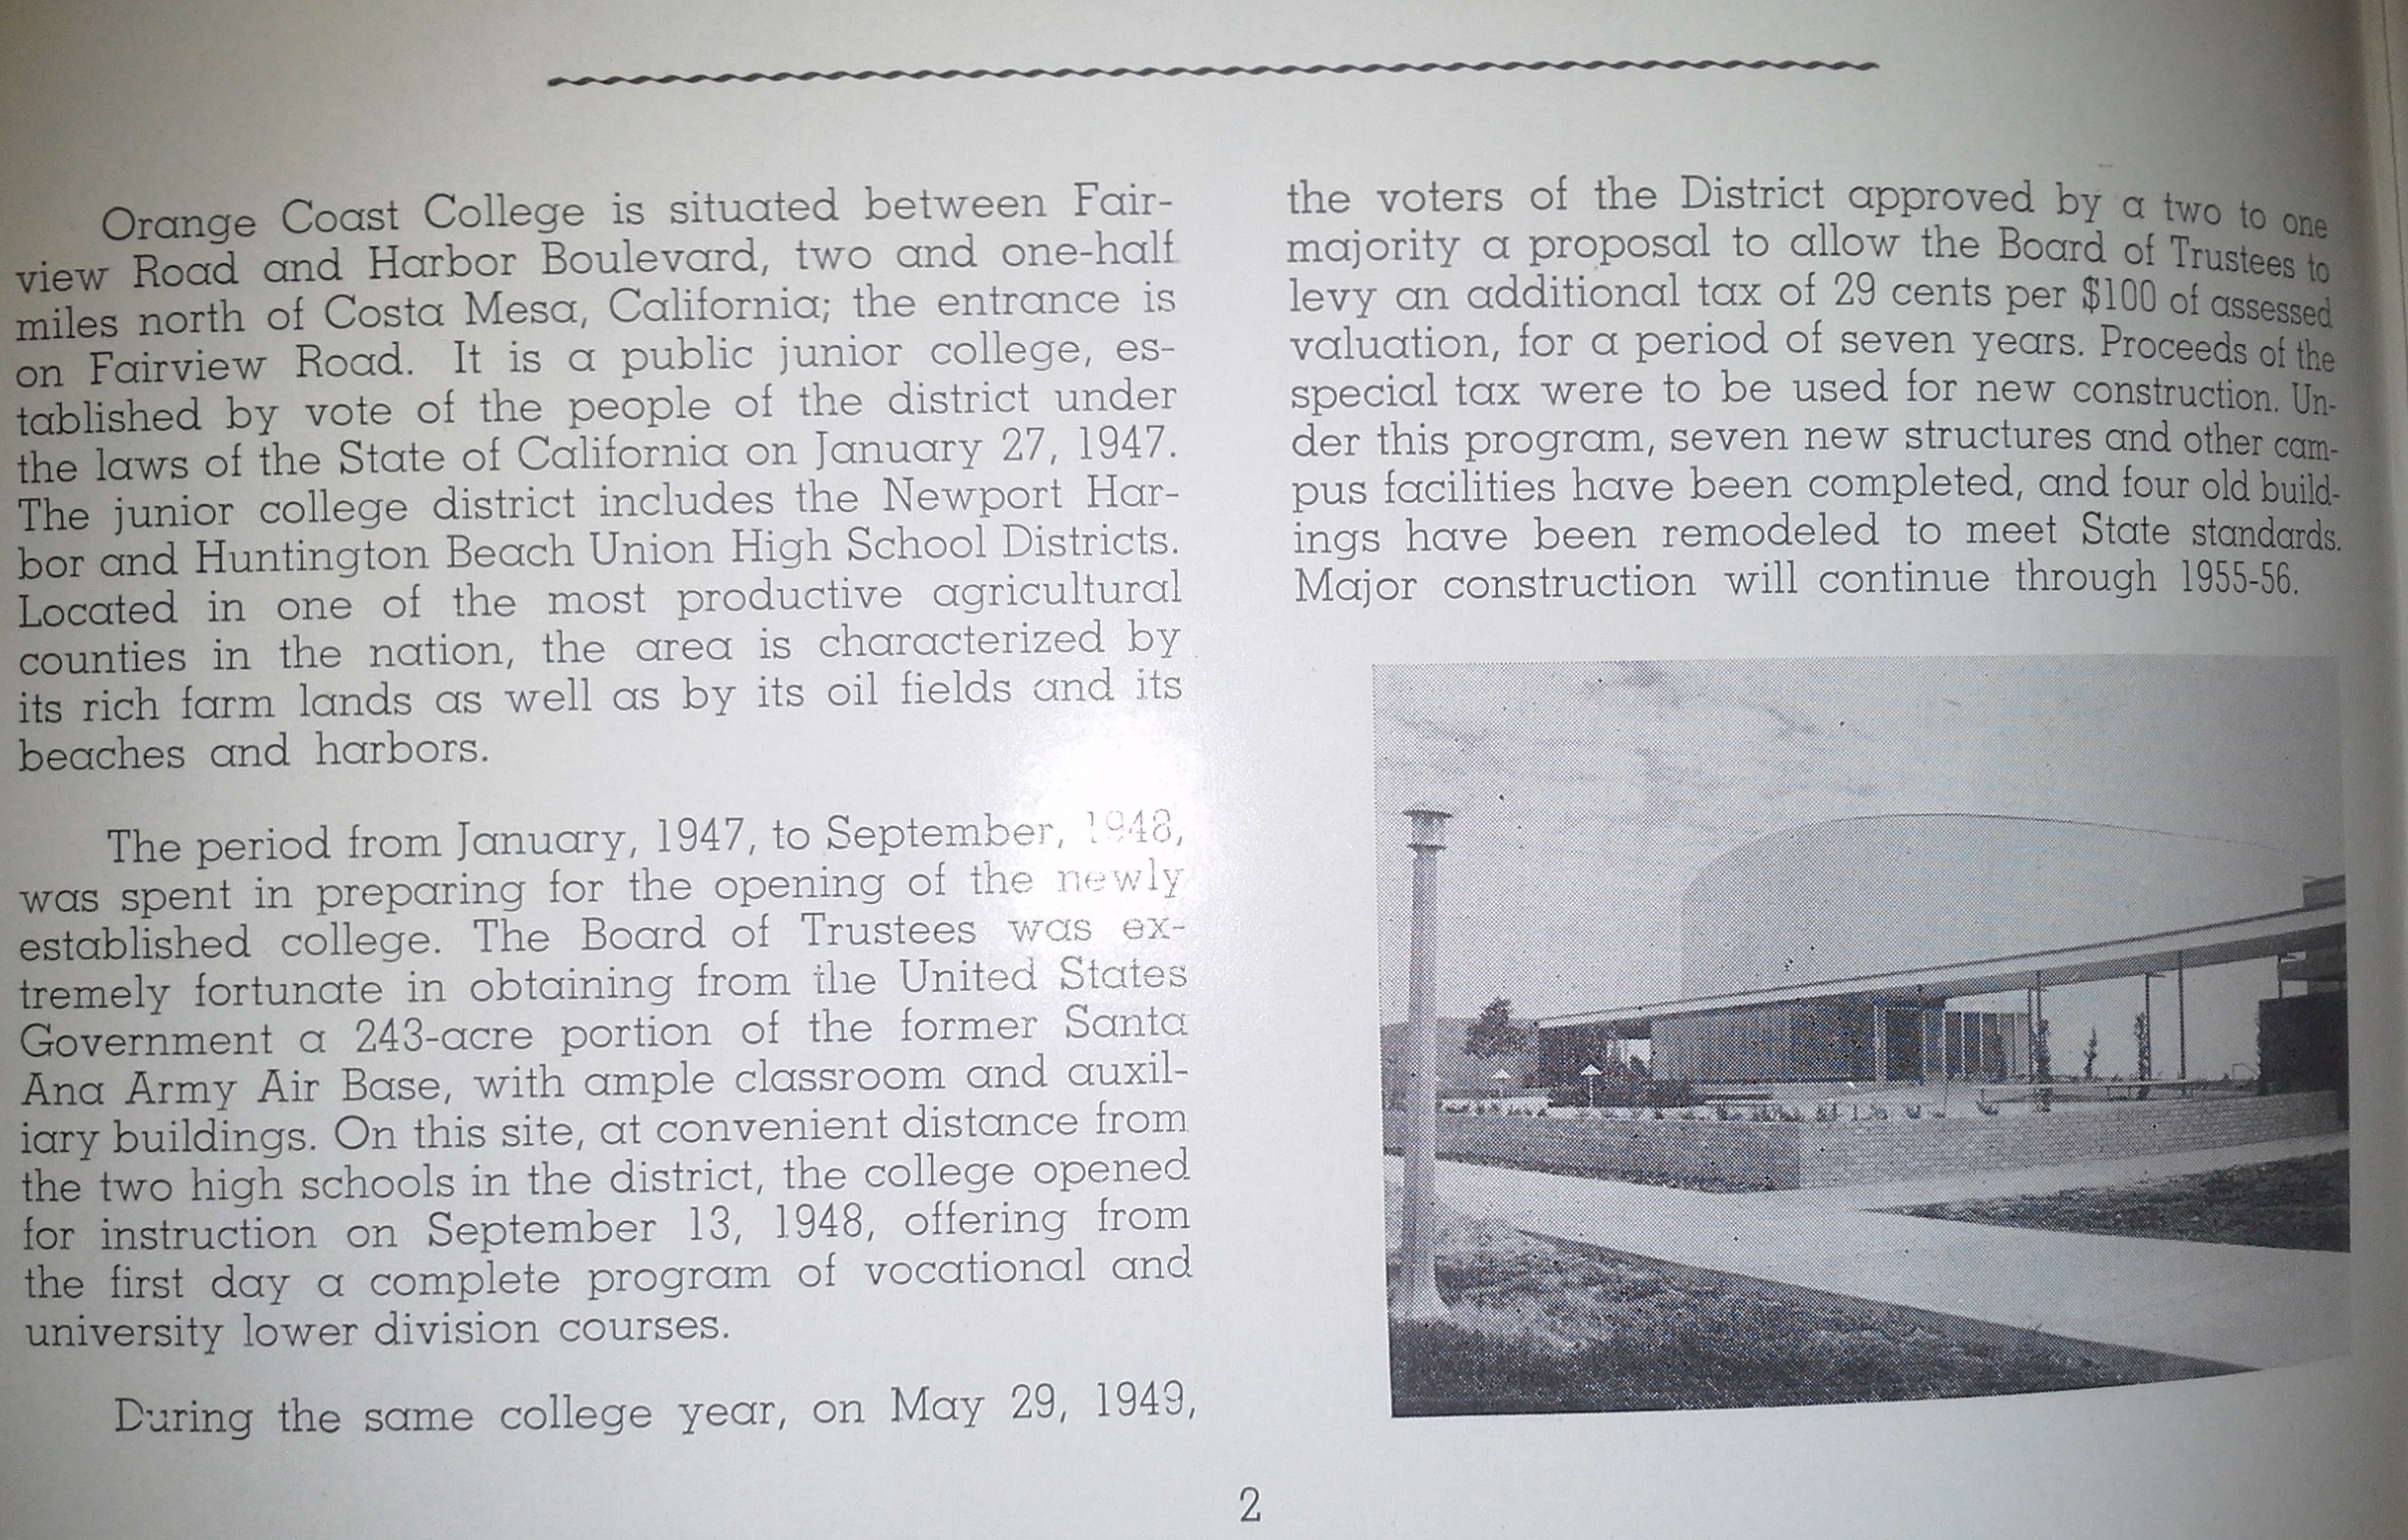 Orange Coast College is situated between Fair-
view Road and Harbor Boulevard, two and one-half
miles north of Costa Mesa, California; the entrance is
on Fairview Road. It is a public junior college, es-
tablished by vote of the people of the district under
the laws of the State of California on January 27, 1947.
The junior college district includes the Newport Har-
bor and Huntington Beach Union High School Districts.
Located in one of the most productive agricultural
counties in the nation, the area is characterized by
its rich farm lands as well as by its oil fields and its
beaches and harbors.
The period from January, 1947, to September, 1948,
was spent in preparing for the opening of the newly
established college. The Board of Trustees was ex-
tremely fortunate in obtaining from the United States
Government a 243-acre portion of the former Santa
Ana Army Air Base, with ample classroom and auxil-
iary buildings. On this site, at convenient distance from
the two high schools in the district, the college opened
for instruction on September 13, 1948, offering from
the first day a complete program of vocational and
university lower division courses.
During the same college year, on May 29, 1949,
the voters of the District approved by a two to one
majority a proposal to allow the Board of Trustees to
levy an additional tax of 29 cents per $100 of assessed
valuation, for a period of seven years. Proceeds of the
special tax were to be used for new construction. Un-
der this program, seven new structures and other cam-
pus facilities have been completed, and four old build-
ings have been remodeled to meet State standards.
Major construction will continue through 1955-56.
2